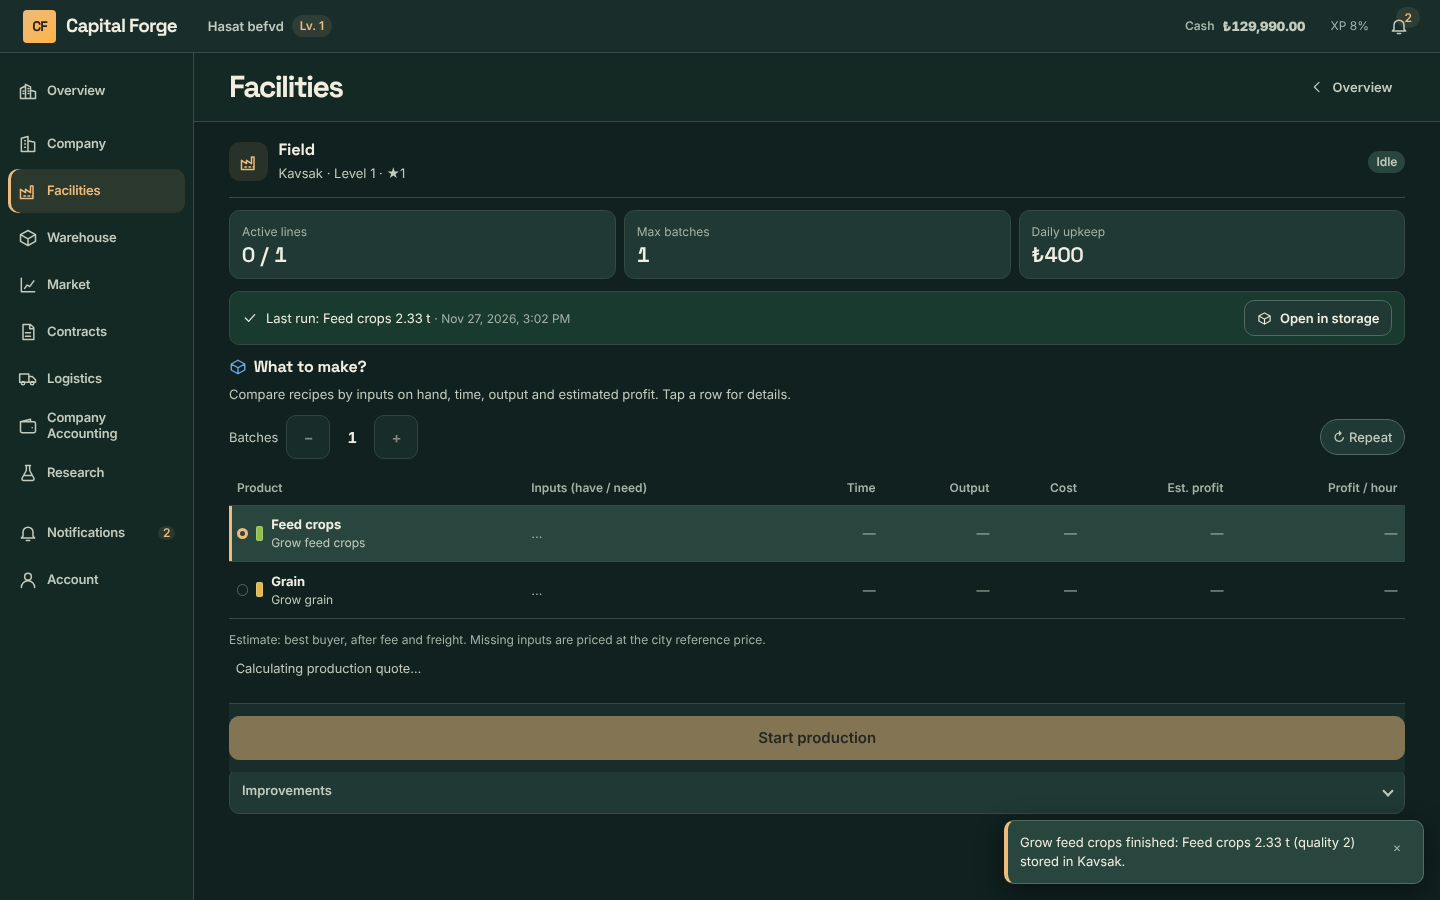 CF Capital Forge
Hasat befvd Lv. 1
Cash ₺129,990.00
XP 8%
2
Overview
Company
Facilities
Warehouse
Market
Contracts
Logistics
Company
Accounting
Research
Notifications 2
Account
Facilities
Overview
Field
Kavsak · Level 1 · ★1
Idle
Active lines
0 / 1
Max batches
1
Daily upkeep
₺400
Last run: Feed crops 2.33 t · Nov 27, 2026, 3:02 PM
Open in storage
What to make?
Compare recipes by inputs on hand, time, output and estimated profit. Tap a row for details.
Batches − 1 +
↻ Repeat
Product Inputs (have / need) Time Output Cost Est. profit Profit / hour
Feed crops
Grow feed crops
... — — — — —
Grain
Grow grain
... — — — — —
Estimate: best buyer, after fee and freight. Missing inputs are priced at the city reference price.
Calculating production quote...
Start production
Improvements
Grow feed crops finished: Feed crops 2.33 t (quality 2)
stored in Kavsak.
×